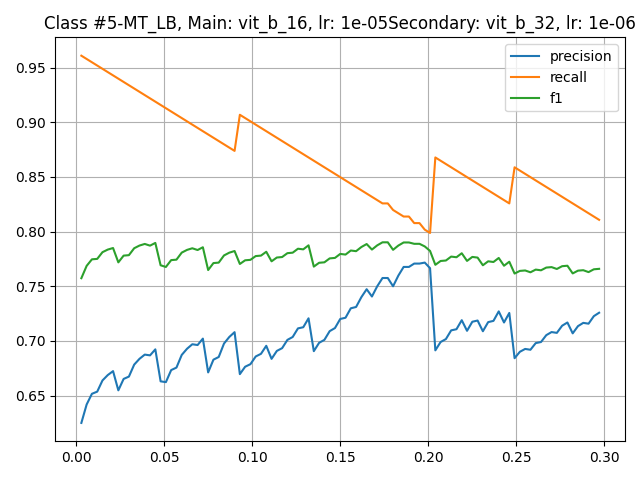 Class #5-MT_LB, Main: vit_b_16, lr: 1e-05Secondary: vit_b_32, lr: 1e-06
precision
recall
f1
0.95
0.90
0.85
0.80
0.75
0.70
0.65
0.00 0.05 0.10 0.15 0.20 0.25 0.30